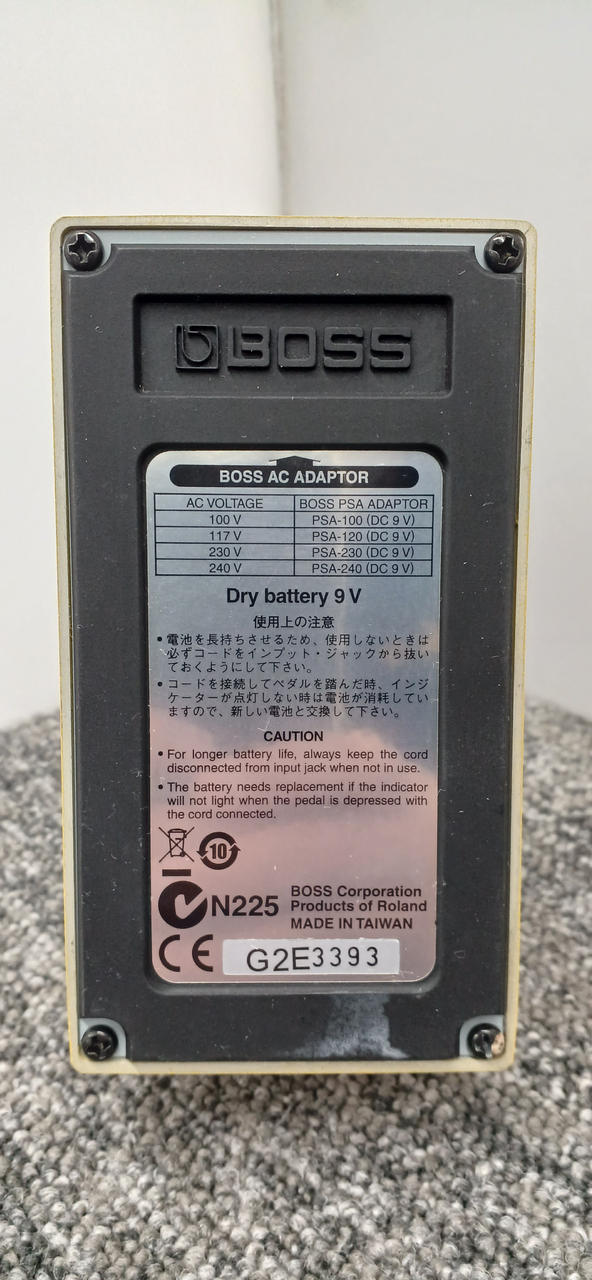 BOSS
BOSS AC ADAPTOR
AC VOLTAGE BOSS PSA ADAPTOR
100 V PSA-100 (DC 9 V)
117 V PSA-120 (DC 9 V)
230 V PSA-230 (DC 9 V)
240 V PSA-240 (DC 9 V)
Dry battery 9 V
使用上の注意
• 電池を長持ちさせるため、使用しないときは
必ずコードをインプット・ジャックから抜い
ておくようにして下さい。
• コードを接続してペダルを踏んだ時、インジ
ケーターが点灯しない時は電池が消耗してい
ますので、新しい電池と交換して下さい。
CAUTION
• For longer battery life, always keep the cord
disconnected from input jack when not in use.
• The battery needs replacement if the indicator
will not light when the pedal is depressed with
the cord connected.
10
N225
BOSS Corporation
Products of Roland
MADE IN TAIWAN
CE
G2E3393